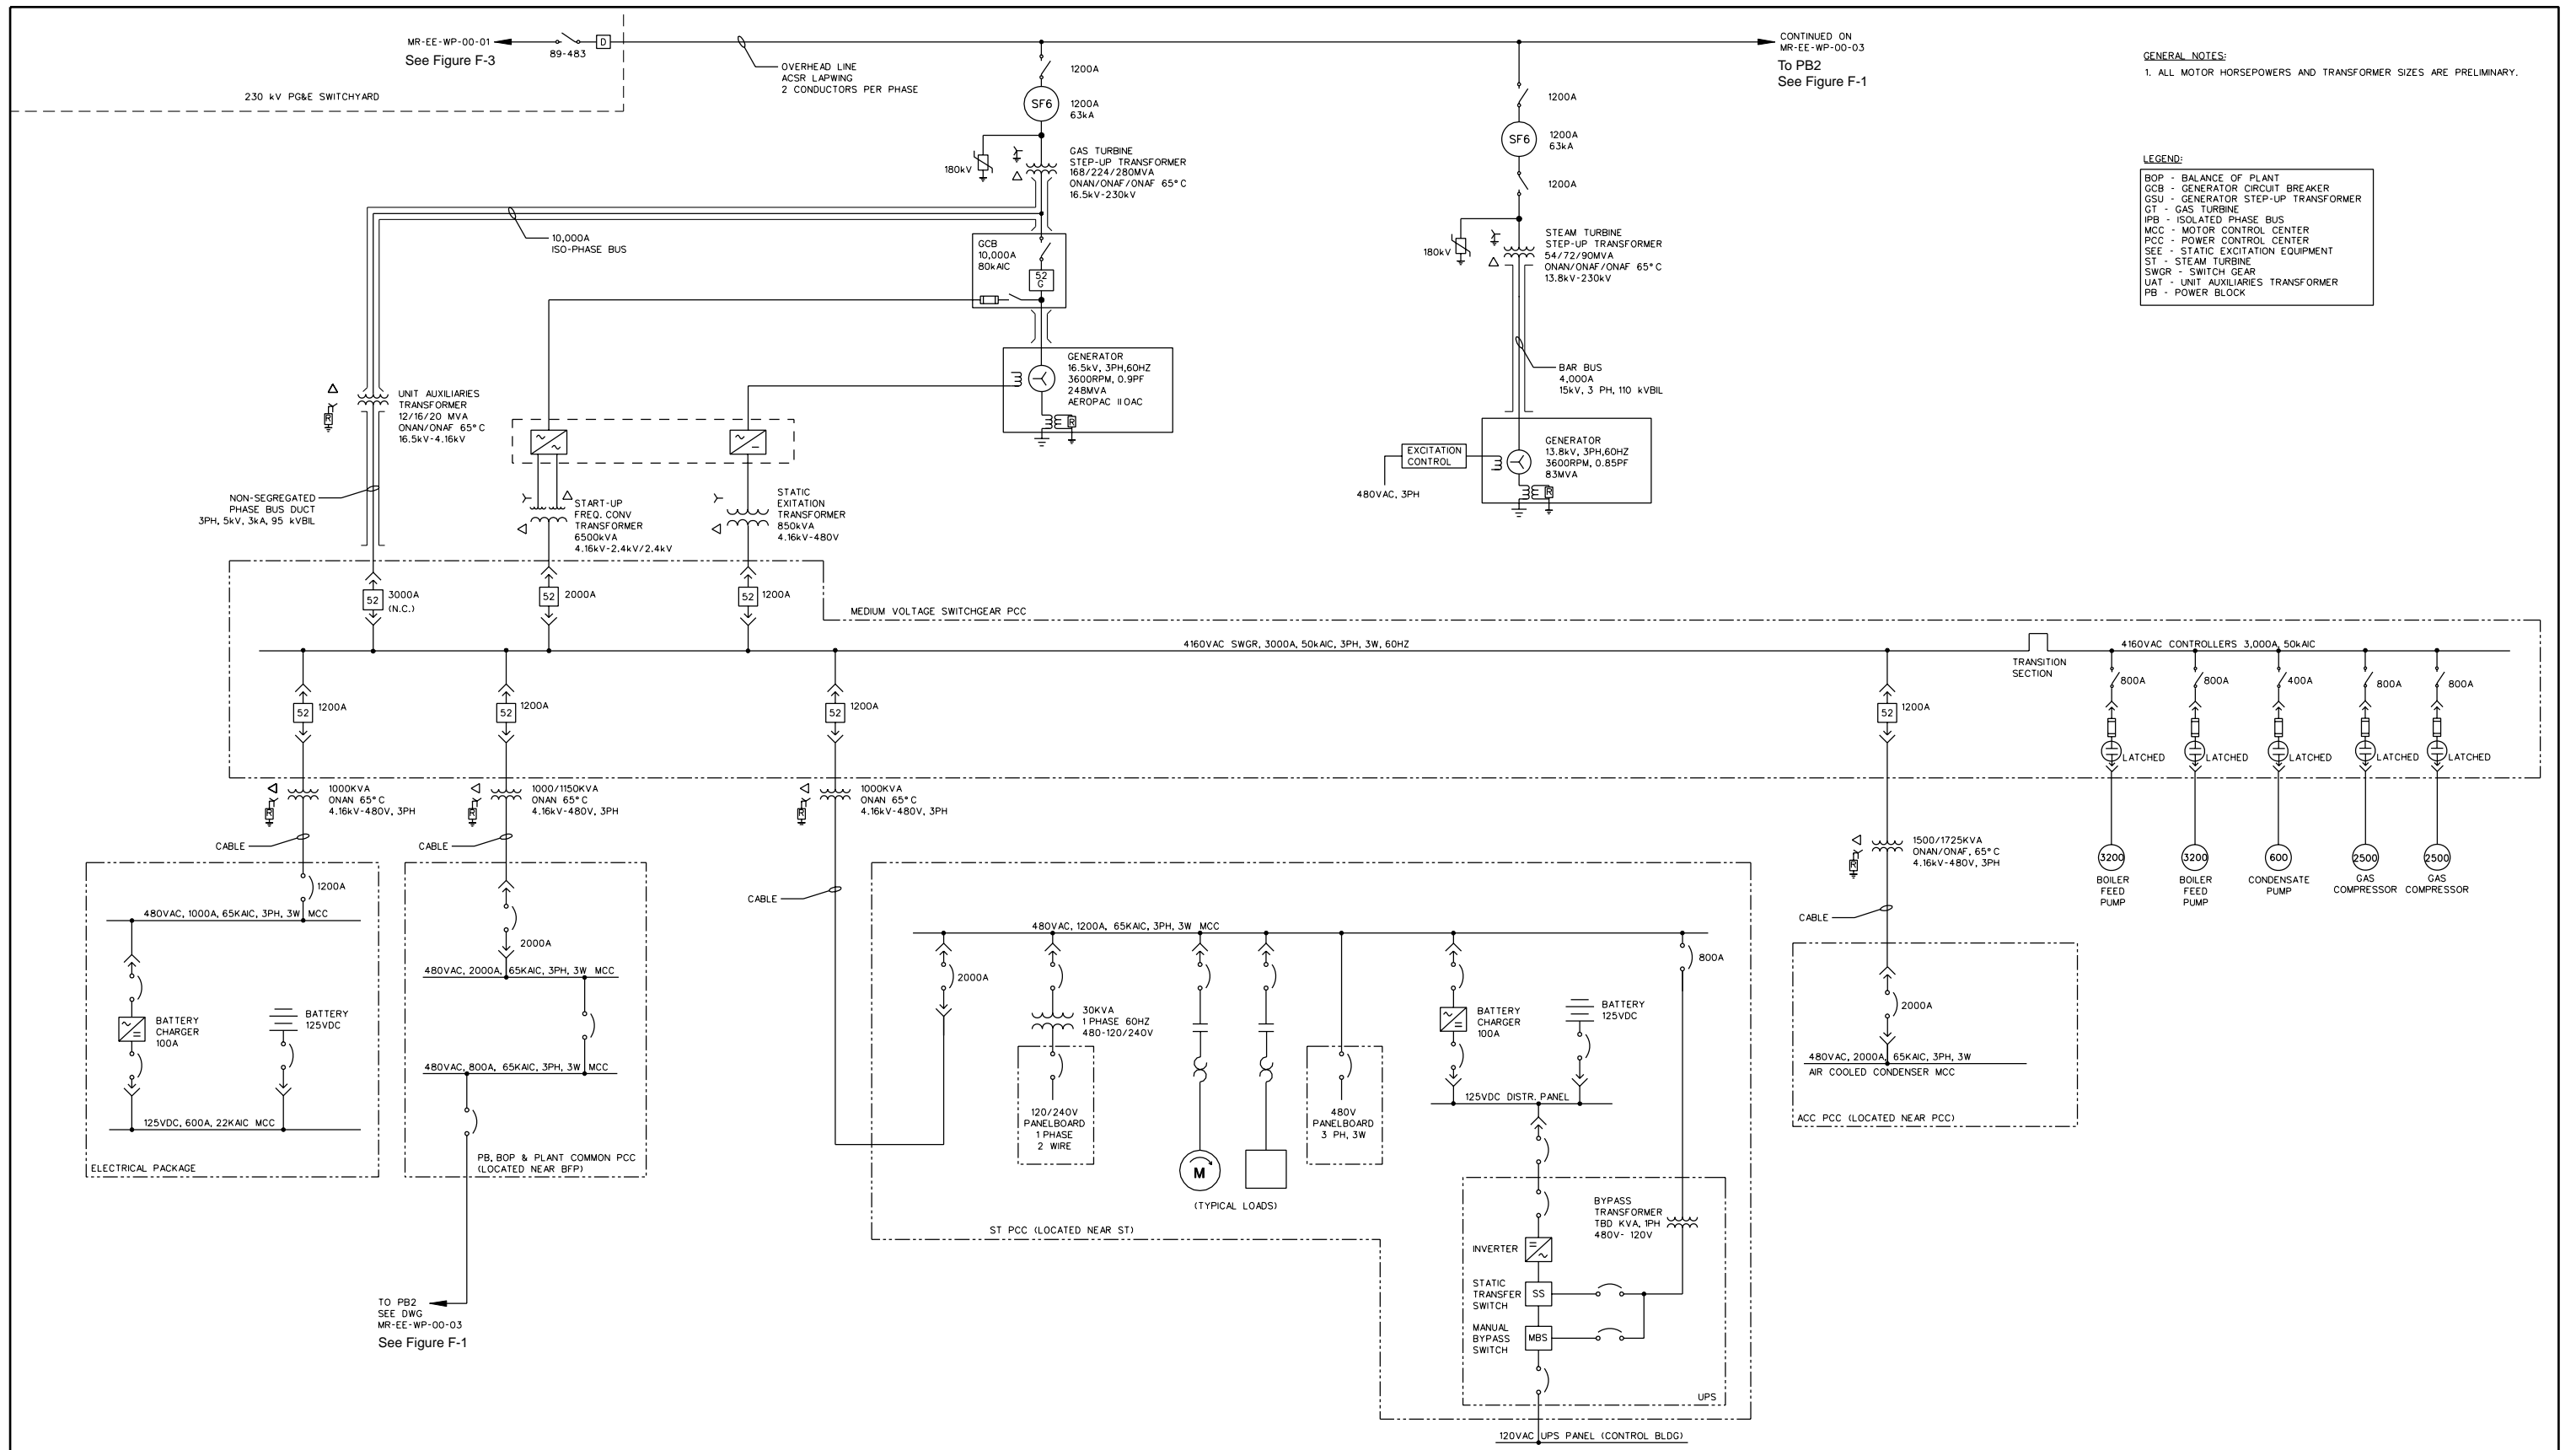 MR-EE-WP-00-01
See Figure F-3
89-483
D
230 kV PG&E SWITCHYARD
OVERHEAD LINE
ACSR LAPWING
2 CONDUCTORS PER PHASE
1200A
SF6
1200A
63kA
180kV
GAS TURBINE
STEP-UP TRANSFORMER
168/224/280MVA
ONAN/ONAF/ONAF 65°C
16.5kV-230kV
10,000A
ISO-PHASE BUS
GCB
10,000A
80kAIC
52
G
GENERATOR
16.5kV, 3PH,60HZ
3600RPM, 0.9PF
248MVA
AEROPAC II OAC
R
CONTINUED ON
MR-EE-WP-00-03
To PB2
See Figure F-1
1200A
SF6
1200A
63kA
1200A
180kV
STEAM TURBINE
STEP-UP TRANSFORMER
54/72/90MVA
ONAN/ONAF/ONAF 65°C
13.8kV-230kV
BAR BUS
4,000A
15kV, 3 PH, 110 kVBIL
EXCITATION
CONTROL
480VAC, 3PH
GENERATOR
13.8kV, 3PH,60HZ
3600RPM, 0.85PF
83MVA
R
GENERAL NOTES:
1. ALL MOTOR HORSEPOWERS AND TRANSFORMER SIZES ARE PRELIMINARY.
LEGEND:
BOP - BALANCE OF PLANT
GCB - GENERATOR CIRCUIT BREAKER
GSU - GENERATOR STEP-UP TRANSFORMER
GT - GAS TURBINE
IPB - ISOLATED PHASE BUS
MCC - MOTOR CONTROL CENTER
PCC - POWER CONTROL CENTER
SEE - STATIC EXCITATION EQUIPMENT
ST - STEAM TURBINE
SWGR - SWITCH GEAR
UAT - UNIT AUXILIARIES TRANSFORMER
PB - POWER BLOCK
R
UNIT AUXILIARIES
TRANSFORMER
12/16/20 MVA
ONAN/ONAF 65°C
16.5kV-4.16kV
NON-SEGREGATED
PHASE BUS DUCT
3PH, 5kV, 3kA, 95 kVBIL
START-UP
FREQ. CONV
TRANSFORMER
6500kVA
4.16kV-2.4kV/2.4kV
STATIC
EXITATION
TRANSFORMER
850kVA
4.16kV-480V
52
3000A
(N.C.)
52
2000A
52
1200A
MEDIUM VOLTAGE SWITCHGEAR PCC
4160VAC SWGR, 3000A, 50kAIC, 3PH, 3W, 60HZ
TRANSITION
SECTION
4160VAC CONTROLLERS 3,000A, 50kAIC
52
1200A
52
1200A
52
1200A
52
1200A
800A
800A
400A
800A
800A
LATCHED
LATCHED
LATCHED
LATCHED
LATCHED
R
1000KVA
ONAN 65°C
4.16kV-480V, 3PH
R
1000/1150KVA
ONAN 65°C
4.16kV-480V, 3PH
R
1000KVA
ONAN 65°C
4.16kV-480V, 3PH
R
1500/1725KVA
ONAN/ONAF, 65°C
4.16kV-480V, 3PH
3200
BOILER
FEED
PUMP
3200
BOILER
FEED
PUMP
600
CONDENSATE
PUMP
2500
GAS
COMPRESSOR
2500
GAS
COMPRESSOR
CABLE
CABLE
CABLE
CABLE
1200A
480VAC, 1000A, 65KAIC, 3PH, 3W MCC
BATTERY
CHARGER
100A
BATTERY
125VDC
125VDC, 600A, 22KAIC MCC
ELECTRICAL PACKAGE
2000A
480VAC, 2000A, 65KAIC, 3PH, 3W MCC
480VAC, 800A, 65KAIC, 3PH, 3W MCC
PB, BOP & PLANT COMMON PCC
(LOCATED NEAR BFP)
TO PB2
SEE DWG
MR-EE-WP-00-03
See Figure F-1
480VAC, 1200A, 65KAIC, 3PH, 3W MCC
2000A
30KVA
1 PHASE 60HZ
480-120/240V
120/240V
PANELBOARD
1 PHASE
2 WIRE
M
(TYPICAL LOADS)
480V
PANELBOARD
3 PH, 3W
BATTERY
CHARGER
100A
BATTERY
125VDC
800A
125VDC DISTR. PANEL
ST PCC (LOCATED NEAR ST)
BYPASS
TRANSFORMER
TBD KVA, 1PH
480V- 120V
INVERTER
STATIC
TRANSFER
SWITCH
SS
MANUAL
BYPASS
SWITCH
MBS
UPS
120VAC UPS PANEL (CONTROL BLDG)
2000A
480VAC, 2000A, 65KAIC, 3PH, 3W
AIR COOLED CONDENSER MCC
ACC PCC (LOCATED NEAR PCC)